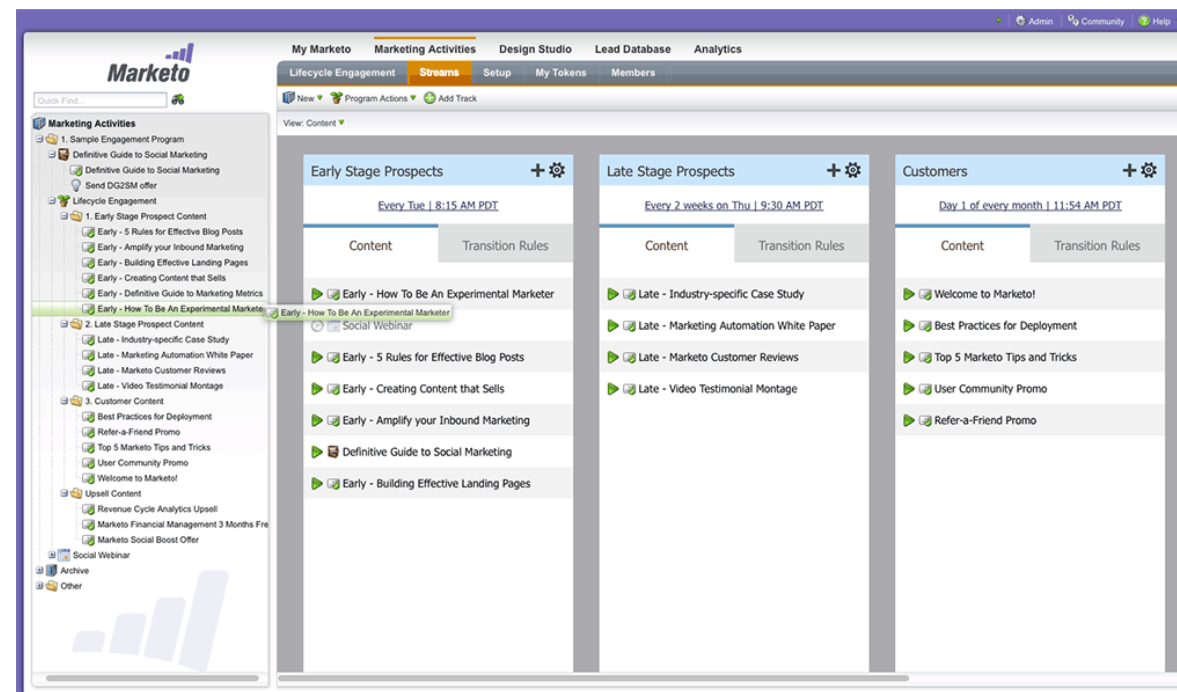 Admin Community Help
Marketo
My Marketo Marketing Activities Design Studio Lead Database Analytics
Lifecycle Engagement Streams Setup My Tokens Members
Quick Find...
New Program Actions Add Track
View: Content
Marketing Activities
1. Sample Engagement Program
Definitive Guide to Social Marketing
Definitive Guide to Social Marketing
Send DG2SM offer
Lifecycle Engagement
1. Early Stage Prospect Content
Early - 5 Rules for Effective Blog Posts
Early - Amplify your Inbound Marketing
Early - Building Effective Landing Pages
Early - Creating Content that Sells
Early - Definitive Guide to Marketing Metrics
Early - How To Be An Experimental Markete
Early - How To Be An Experimental Marketer
2. Late Stage Prospect Content
Late - Industry-specific Case Study
Late - Marketing Automation White Paper
Late - Marketo Customer Reviews
Late - Video Testimonial Montage
3. Customer Content
Best Practices for Deployment
Refer-a-Friend Promo
Top 5 Marketo Tips and Tricks
User Community Promo
Welcome to Marketo!
Upsell Content
Revenue Cycle Analytics Upsell
Marketo Financial Management 3 Months Fre
Marketo Social Boost Offer
Social Webinar
Archive
Other
Early Stage Prospects
Every Tue | 8:15 AM PDT
Content Transition Rules
Early - How To Be An Experimental Marketer
Social Webinar
Early - 5 Rules for Effective Blog Posts
Early - Creating Content that Sells
Early - Amplify your Inbound Marketing
Definitive Guide to Social Marketing
Early - Building Effective Landing Pages
Late Stage Prospects
Every 2 weeks on Thu | 9:30 AM PDT
Content Transition Rules
Late - Industry-specific Case Study
Late - Marketing Automation White Paper
Late - Marketo Customer Reviews
Late - Video Testimonial Montage
Customers
Day 1 of every month | 11:54 AM PDT
Content Transition Rules
Welcome to Marketo!
Best Practices for Deployment
Top 5 Marketo Tips and Tricks
User Community Promo
Refer-a-Friend Promo